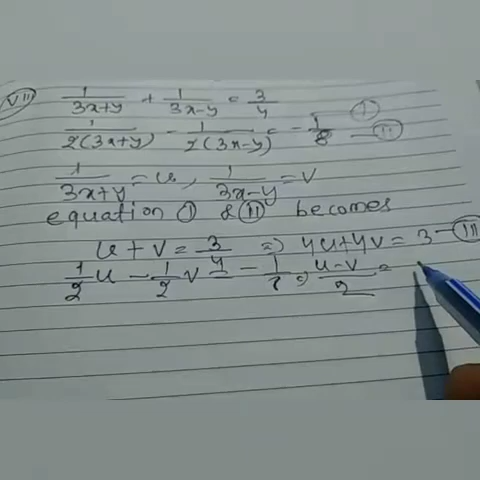 VII) 1/(3x+y) + 1/(3x-y) = 3/4 — I
1/2(3x+y) - 1/2(3x-y) = -1/8 — II
1/(3x+y) = u, 1/(3x-y) = v
equation I & II becomes
u + v = 3/4 => 4u+4v = 3 — III
1/2 u - 1/2 v = -1/8 => (u-v)/2 =